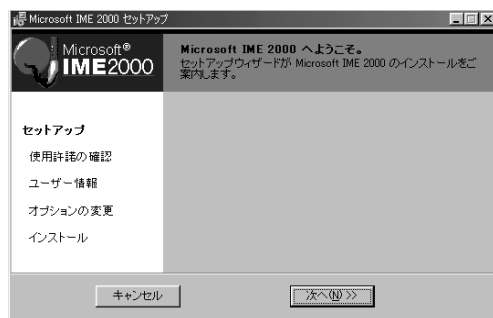 Microsoft IME 2000 セットアップ
Microsoft®
IME2000
Microsoft IME 2000 へようこそ。
セットアップウィザードが Microsoft IME 2000 のインストールをご
案内します。
セットアップ
使用許諾の確認
ユーザー情報
オプションの変更
インストール
キャンセル
次へ(N) >>